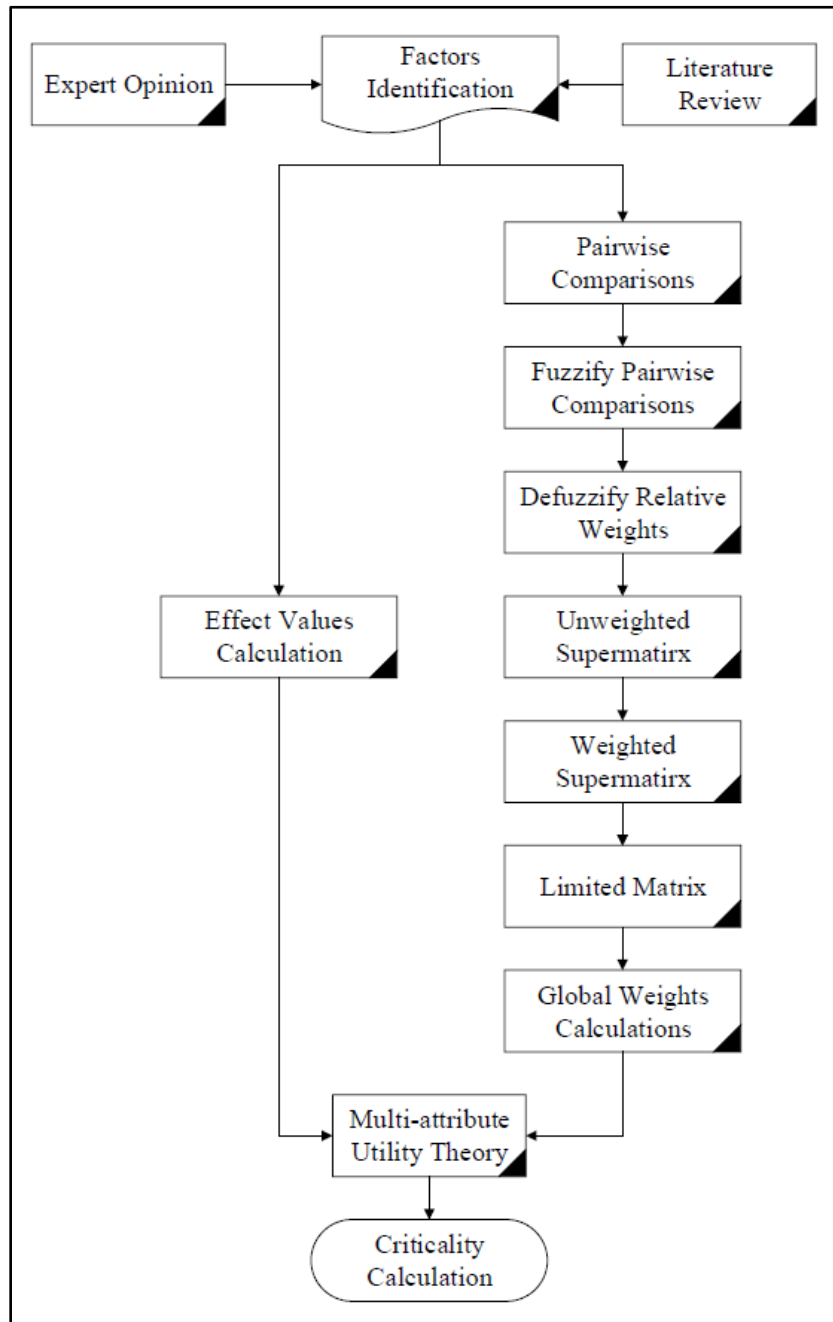 Expert Opinion
Factors
Identification
Literature
Review
Pairwise
Comparisons
Fuzzify Pairwise
Comparisons
Defuzzify Relative
Weights
Effect Values
Calculation
Unweighted
Supermatirx
Weighted
Supermatirx
Limited Matrix
Global Weights
Calculations
Multi-attribute
Utility Theory
Criticality
Calculation